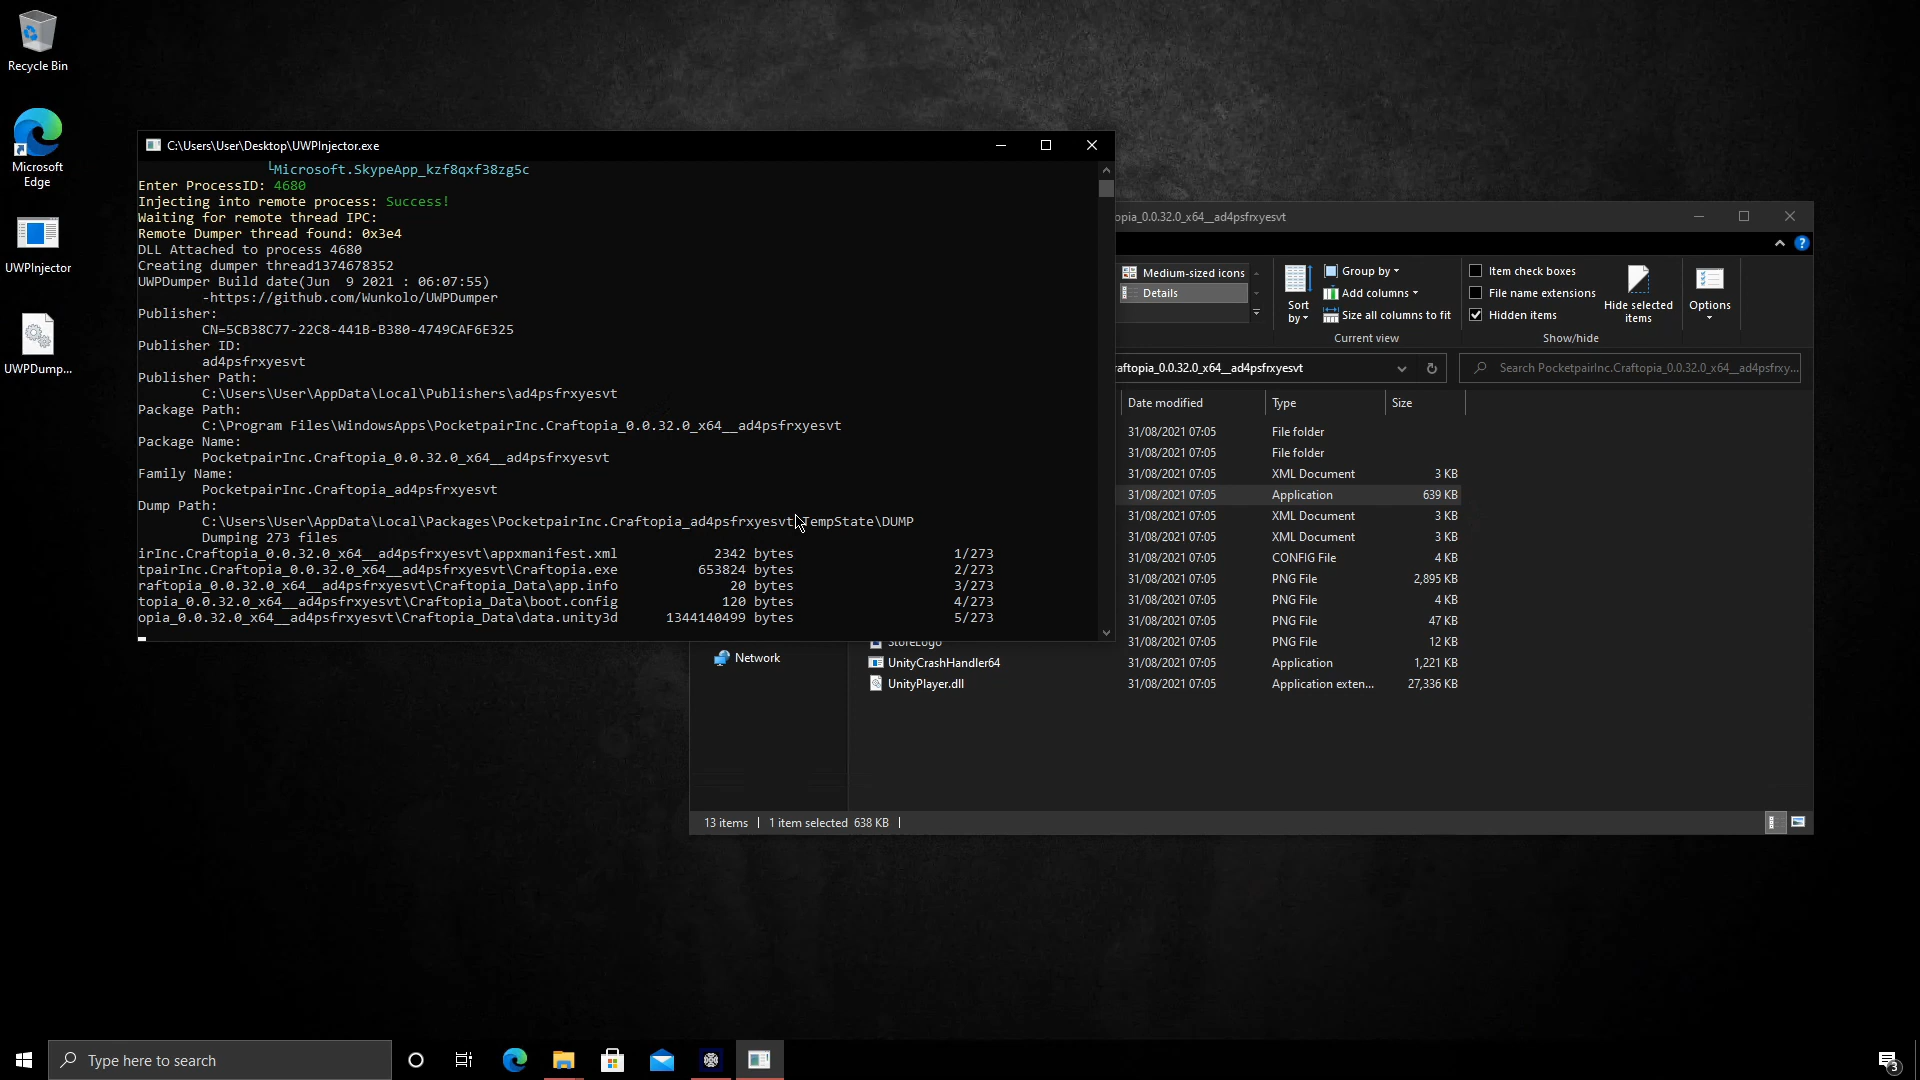 Recycle Bin
Microsoft
Edge
UWPInjector
UWPDump...
C:\Users\User\Desktop\UWPInjector.exe
└Microsoft.SkypeApp_kzf8qxf38zg5c
Enter ProcessID: 4680
Injecting into remote process: Success!
Waiting for remote thread IPC:
Remote Dumper thread found: 0x3e4
DLL Attached to process 4680
Creating dumper thread1374678352
UWPDumper Build date(Jun  9 2021 : 06:07:55)
-https://github.com/Wunkolo/UWPDumper
Publisher:
CN=5CB38C77-22C8-441B-B380-4749CAF6E325
Publisher ID:
ad4psfrxyesvt
Publisher Path:
C:\Users\User\AppData\Local\Publishers\ad4psfrxyesvt
Package Path:
C:\Program Files\WindowsApps\PocketpairInc.Craftopia_0.0.32.0_x64__ad4psfrxyesvt
Package Name:
PocketpairInc.Craftopia_0.0.32.0_x64__ad4psfrxyesvt
Family Name:
PocketpairInc.Craftopia_ad4psfrxyesvt
Dump Path:
C:\Users\User\AppData\Local\Packages\PocketpairInc.Craftopia_ad4psfrxyesvt\TempState\DUMP
Dumping 273 files
irInc.Craftopia_0.0.32.0_x64__ad4psfrxyesvt\appxmanifest.xml 2342 bytes 1/273
tpairInc.Craftopia_0.0.32.0_x64__ad4psfrxyesvt\Craftopia.exe 653824 bytes 2/273
raftopia_0.0.32.0_x64__ad4psfrxyesvt\Craftopia_Data\app.info 20 bytes 3/273
topia_0.0.32.0_x64__ad4psfrxyesvt\Craftopia_Data\boot.config 120 bytes 4/273
opia_0.0.32.0_x64__ad4psfrxyesvt\Craftopia_Data\data.unity3d 1344140499 bytes 5/273
opia_0.0.32.0_x64__ad4psfrxyesvt
Medium-sized icons
Details
Sort
by
Group by
Add columns
Size all columns to fit
Current view
Item check boxes
File name extensions
Hidden items
Hide selected
items
Show/hide
Options
raftopia_0.0.32.0_x64__ad4psfrxyesvt
Search PocketpairInc.Craftopia_0.0.32.0_x64__ad4psfrxy...
Date modified Type Size
31/08/2021 07:05 File folder
31/08/2021 07:05 File folder
31/08/2021 07:05 XML Document 3 KB
31/08/2021 07:05 Application 639 KB
31/08/2021 07:05 XML Document 3 KB
31/08/2021 07:05 XML Document 3 KB
31/08/2021 07:05 CONFIG File 4 KB
31/08/2021 07:05 PNG File 2,895 KB
31/08/2021 07:05 PNG File 4 KB
31/08/2021 07:05 PNG File 47 KB
StoreLogo 31/08/2021 07:05 PNG File 12 KB
UnityCrashHandler64 31/08/2021 07:05 Application 1,221 KB
UnityPlayer.dll 31/08/2021 07:05 Application exten... 27,336 KB
Network
13 items 1 item selected 638 KB
Type here to search
3